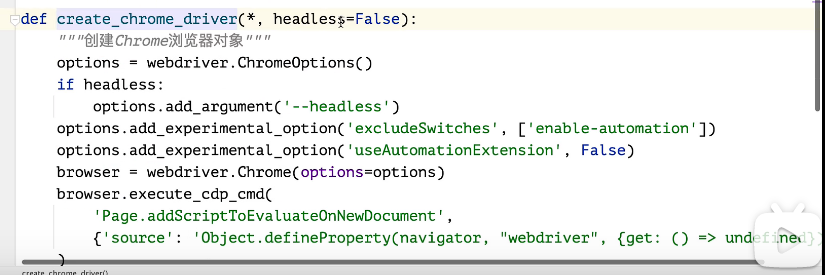 def create_chrome_driver(*, headless=False):
    """创建Chrome浏览器对象"""
    options = webdriver.ChromeOptions()
    if headless:
        options.add_argument('--headless')
    options.add_experimental_option('excludeSwitches', ['enable-automation'])
    options.add_experimental_option('useAutomationExtension', False)
    browser = webdriver.Chrome(options=options)
    browser.execute_cdp_cmd(
        'Page.addScriptToEvaluateOnNewDocument',
        {'source': 'Object.defineProperty(navigator, "webdriver", {get: () => undefined})
    )
create_chrome_driver()